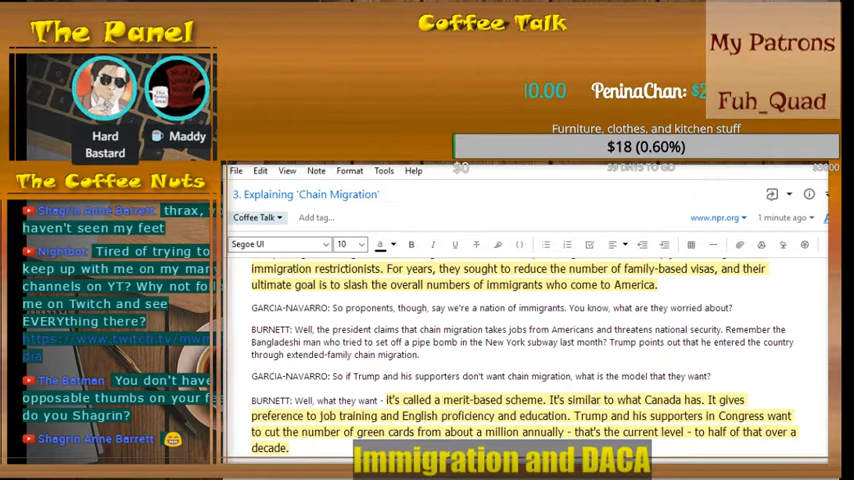 The Panel
Coffee Talk
My Patrons
Fuh_Quad
PeninaChan:
Hard
Bastard
Maddy
Furniture, clothes, and kitchen stuff
$18 (0.60%)
The Coffee Nuts
Shagrin Anne Barrett: thrax, y
haven't seen my feet
Nightbot: Tired of trying to
keep up with me on my many
channels on YT? Why not fo
me on Twitch and see
EVERYthing there?
https://www.twitch.tv/mwm
dia
The Batman: You don't have
opposable thumbs on your fe
do you Shagrin?
Shagrin Anne Barrett:
File Edit View Note Format Tools Help
3. Explaining 'Chain Migration'
Coffee Talk Add tag...
www.npr.org 1 minute ago
Segoe UI 10
immigration restrictionists. For years, they sought to reduce the number of family-based visas, and their
ultimate goal is to slash the overall numbers of immigrants who come to America.
GARCIA-NAVARRO: So proponents, though, say we're a nation of immigrants. You know, what are they worried about?
BURNETT: Well, the president claims that chain migration takes jobs from Americans and threatens national security. Remember the
Bangladeshi man who tried to set off a pipe bomb in the New York subway last month? Trump points out that he entered the country
through extended-family chain migration.
GARCIA-NAVARRO: So if Trump and his supporters don't want chain migration, what is the model that they want?
BURNETT: Well, what they want - it's called a merit-based scheme. It's similar to what Canada has. It gives
preference to job training and English proficiency and education. Trump and his supporters in Congress want
to cut the number of green cards from about a million annually - that's the current level - to half of that over a
decade.
Immigration and DACA